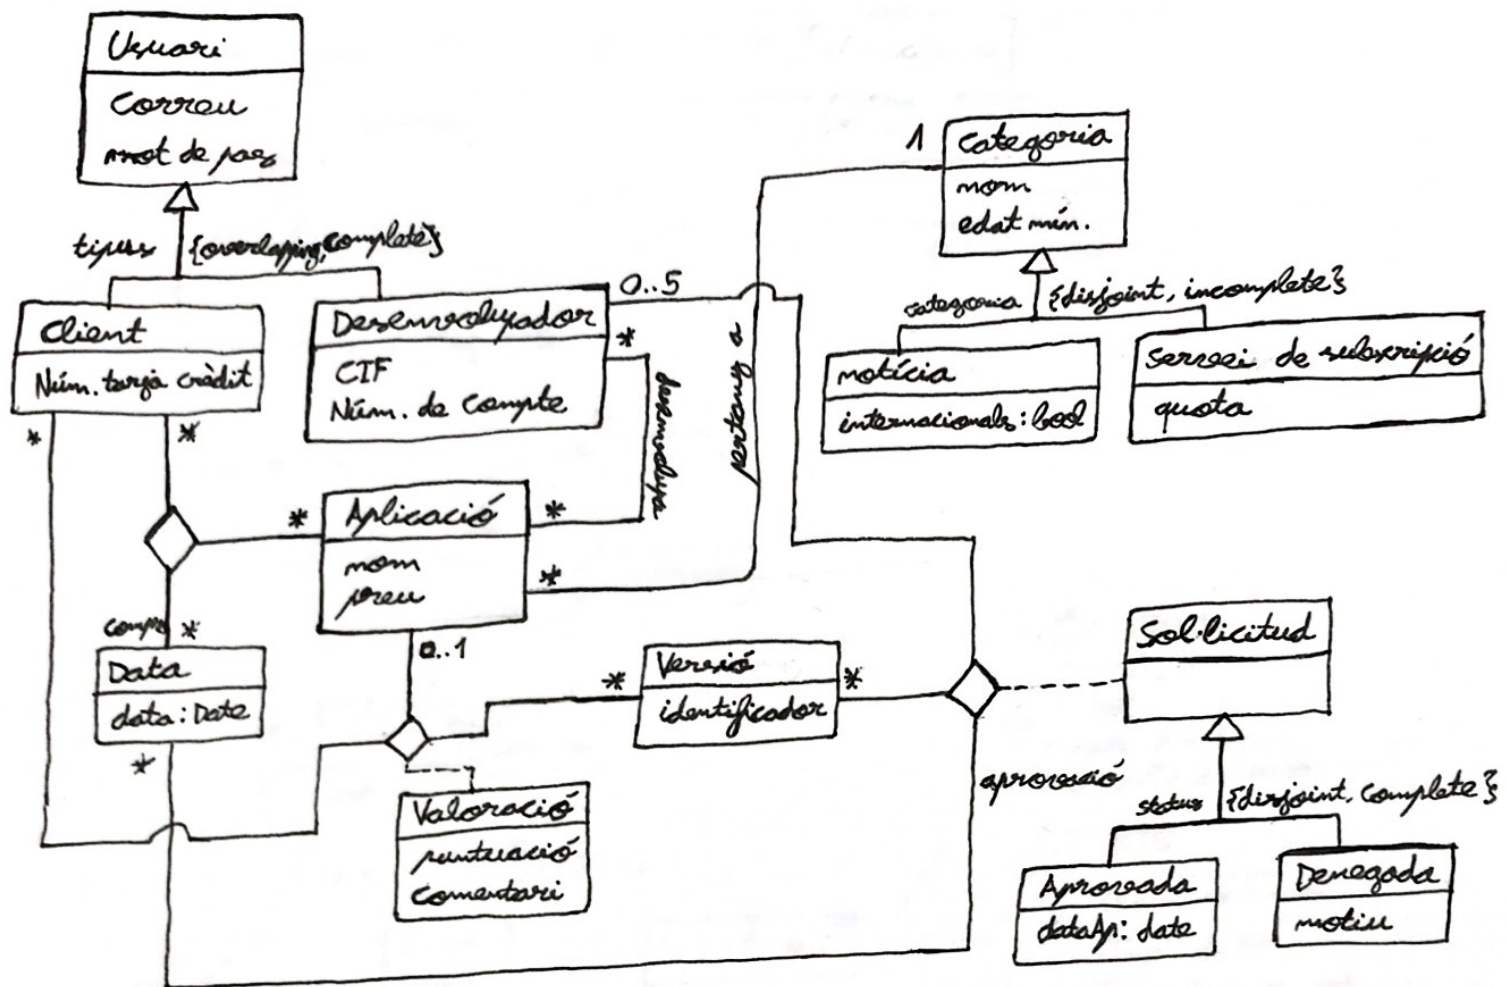 Usuari
Correu
mot de pas
tipus {overlapping, complete}
Client
Núm. targa crèdit
Desenvolupador
CIF
Núm. de compte
0..5
*
desenvolupa
pertany a
1
Categoria
nom
edat mín.
categoria {disjoint, incomplete}
notícia
internacionals: bool
servei de subscripció
quota
*
*
*
Aplicació
nom
preu
*
*
0..1
compra
*
Data
data: Date
*
*
Versió
identificador
*
Valoració
puntuació
comentari
Sol·licitud
aprovació
status {disjoint, complete}
Aprovada
dataAp: date
Denegada
motiu